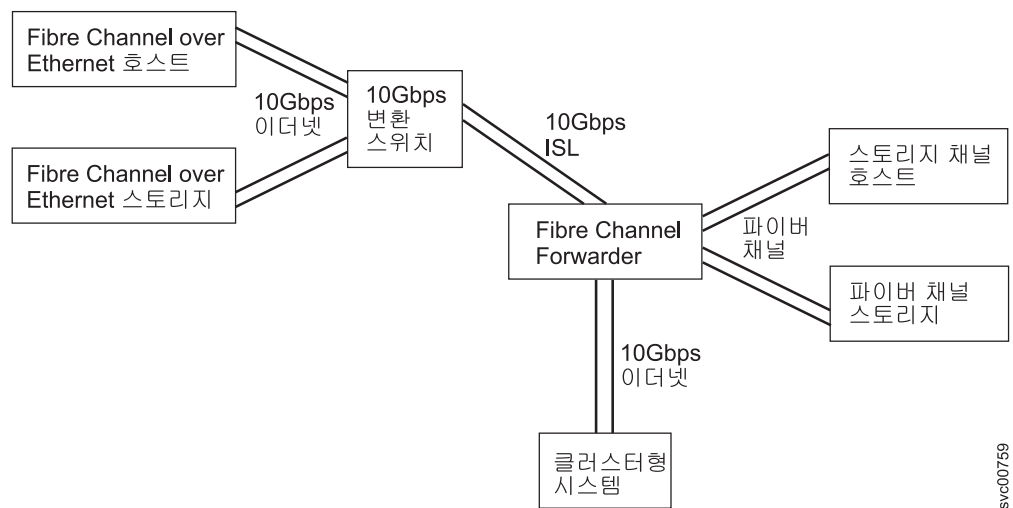 Fibre Channel over
Ethernet 호스트
10Gbps
이더넷
10Gbps
변환
스위치
10Gbps
ISL
Fibre Channel over
Ethernet 스토리지
스토리지 채널
호스트
Fibre Channel
Forwarder
파이버
채널
파이버 채널
스토리지
10Gbps
이더넷
클러스터형
시스템
svc00759